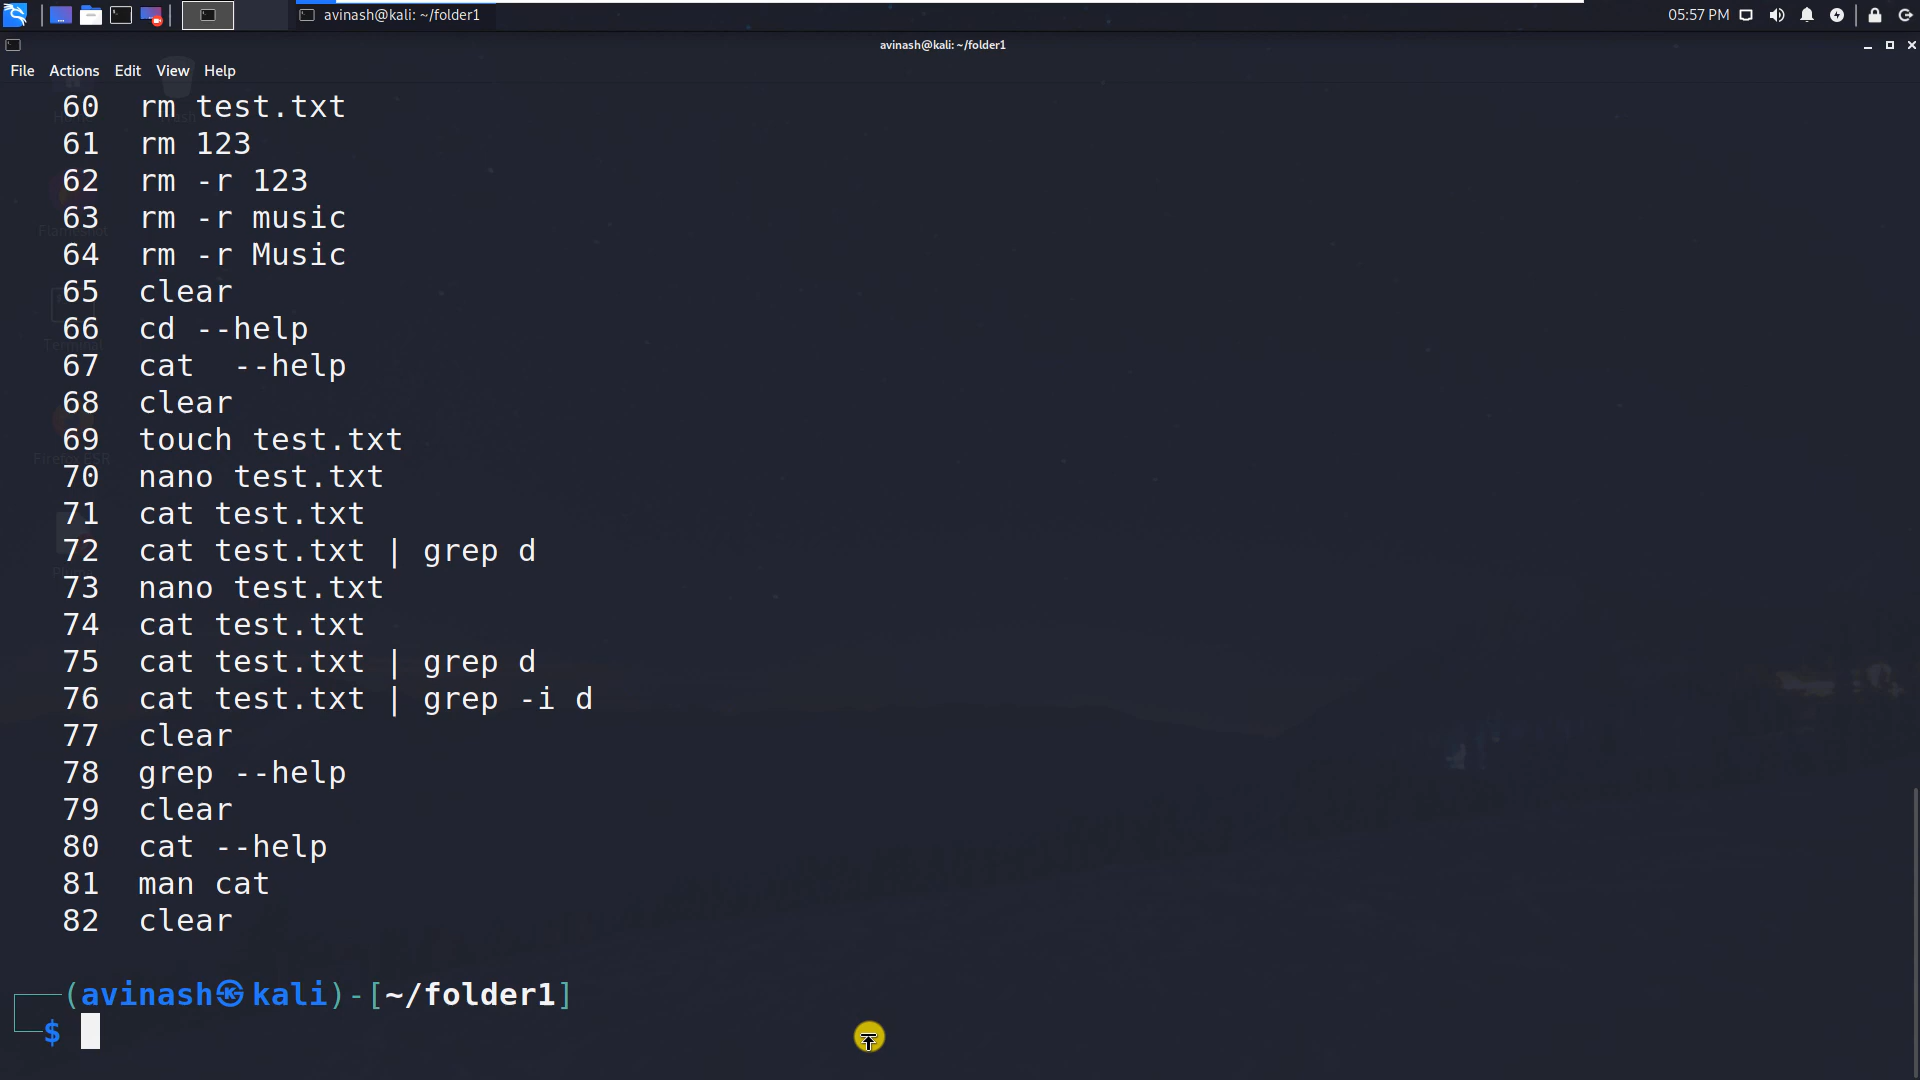 avinash@kali: ~/folder1
05:57 PM
avinash@kali: ~/folder1
File Actions Edit View Help
60 rm test.txt
61 rm 123
62 rm -r 123
63 rm -r music
64 rm -r Music
65 clear
66 cd --help
67 cat  --help
68 clear
69 touch test.txt
70 nano test.txt
71 cat test.txt
72 cat test.txt | grep d
73 nano test.txt
74 cat test.txt
75 cat test.txt | grep d
76 cat test.txt | grep -i d
77 clear
78 grep --help
79 clear
80 cat --help
81 man cat
82 clear
(avinash㉿kali)-[~/folder1]
$